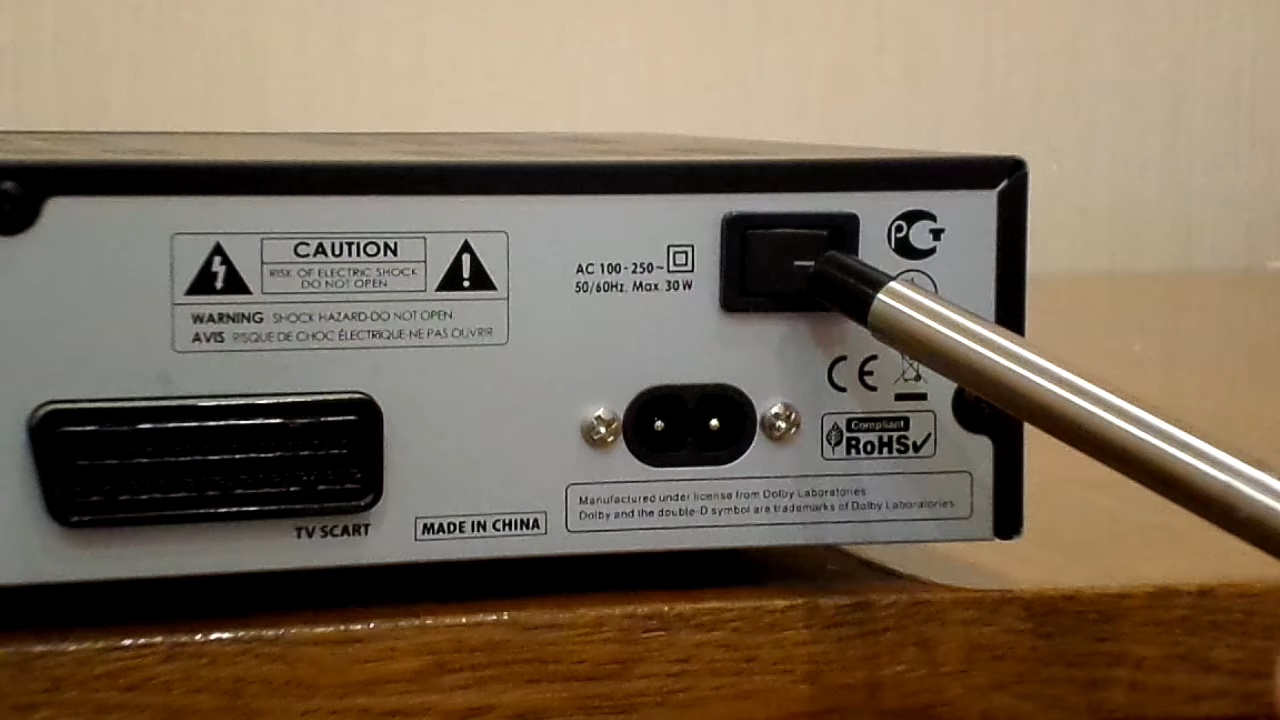 CAUTION
RISK OF ELECTRIC SHOCK
DO NOT OPEN
WARNING SHOCK HAZARD-DO NOT OPEN
AVIS RISQUE DE CHOC ÉLECTRIQUE-NE PAS OUVRIR
AC 100-250~
50/60Hz. Max 30W
РСТ
CE
Compliant
RoHS
TV SCART
MADE IN CHINA
Manufactured under license from Dolby Laboratories.
Dolby and the double-D symbol are trademarks of Dolby Laboratories.